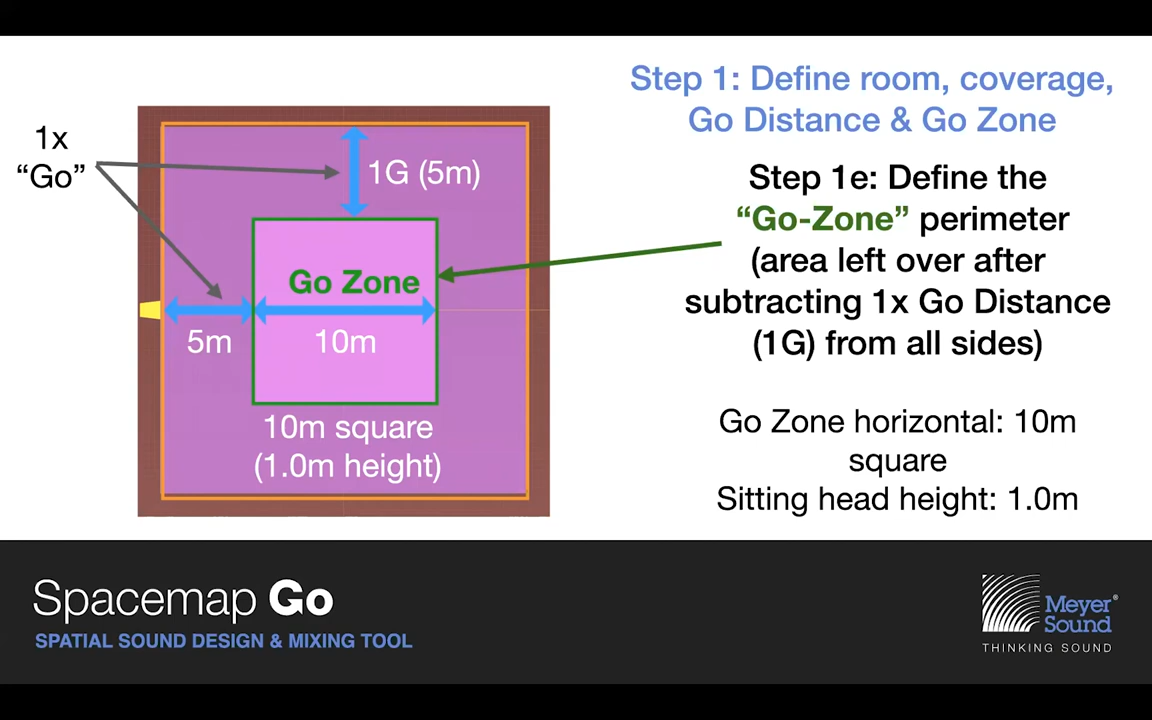 Step 1: Define room, coverage,
Go Distance & Go Zone
1x
“Go”
1G (5m)
Go Zone
5m
10m
10m square
(1.0m height)
Step 1e: Define the
“Go-Zone” perimeter
(area left over after
subtracting 1x Go Distance
(1G) from all sides)
Go Zone horizontal: 10m
square
Sitting head height: 1.0m
Spacemap Go
SPATIAL SOUND DESIGN & MIXING TOOL
Meyer®
Sound
THINKING SOUND